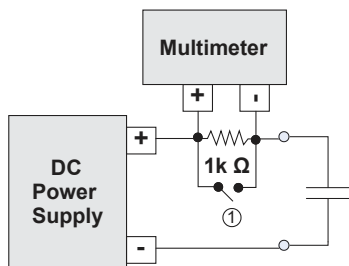 Multimeter
+ -
+
1k Ω
DC
Power
Supply
①
-